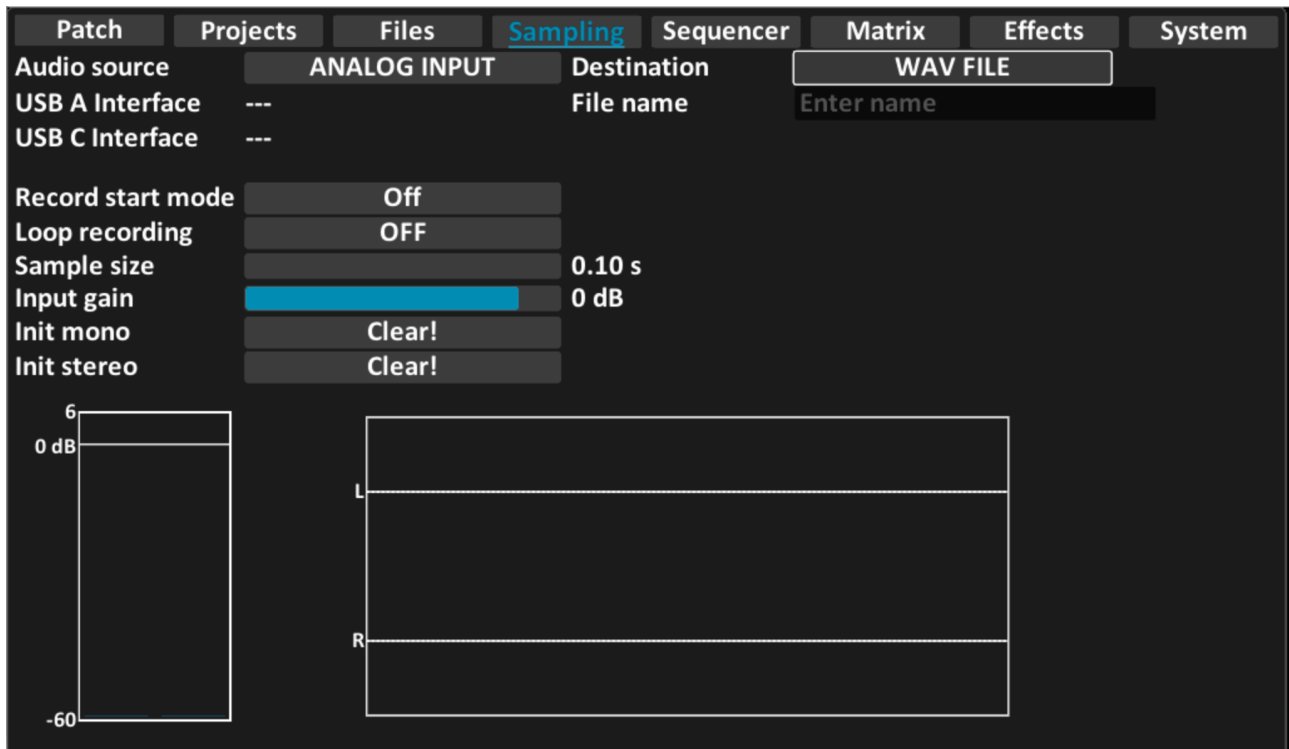 Patch Projects Files Sampling Sequencer Matrix Effects System
Audio source ANALOG INPUT Destination WAV FILE
USB A Interface --- File name Enter name
USB C Interface ---
Record start mode Off
Loop recording OFF
Sample size 0.10 s
Input gain 0 dB
Init mono Clear!
Init stereo Clear!
6
0 dB
L
R
-60